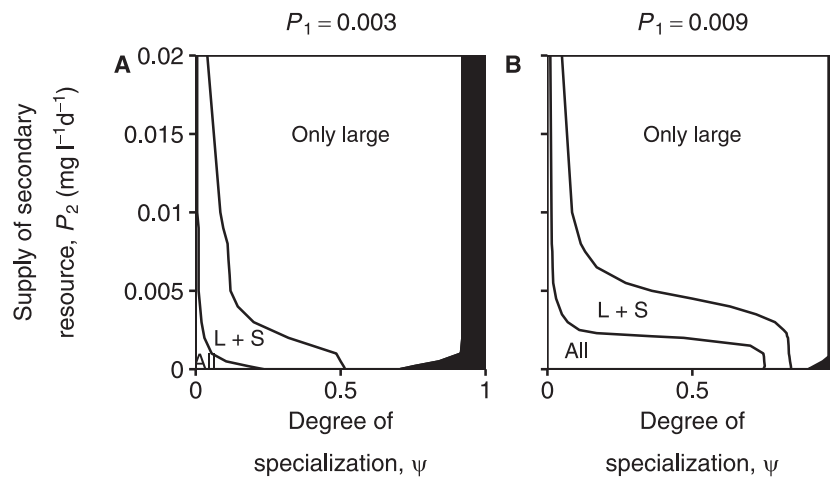 P₁ = 0.003
P₁ = 0.009
A
B
Supply of secondary
resource, P₂ (mg l⁻¹d⁻¹)
0.02
0.015
0.01
0.005
0
Only large
L + S
All
Only large
L + S
All
0
0.5
1
0
0.5
Degree of
specialization, ψ
Degree of
specialization, ψ